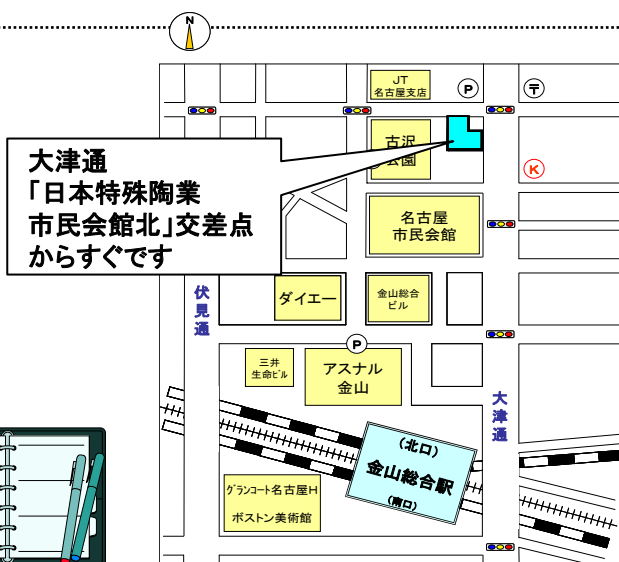 N
JT
名古屋支店
P
〒
古沢
公園
K
大津通
「日本特殊陶業
市民会館北」交差点
からすぐです
名古屋
市民会館
伏見通
ダイエー
金山総合
ビル
P
三井
生命ビル
アスナル
金山
大津通
(北口)
金山総合駅
(南口)
グランコート名古屋H
ボストン美術館